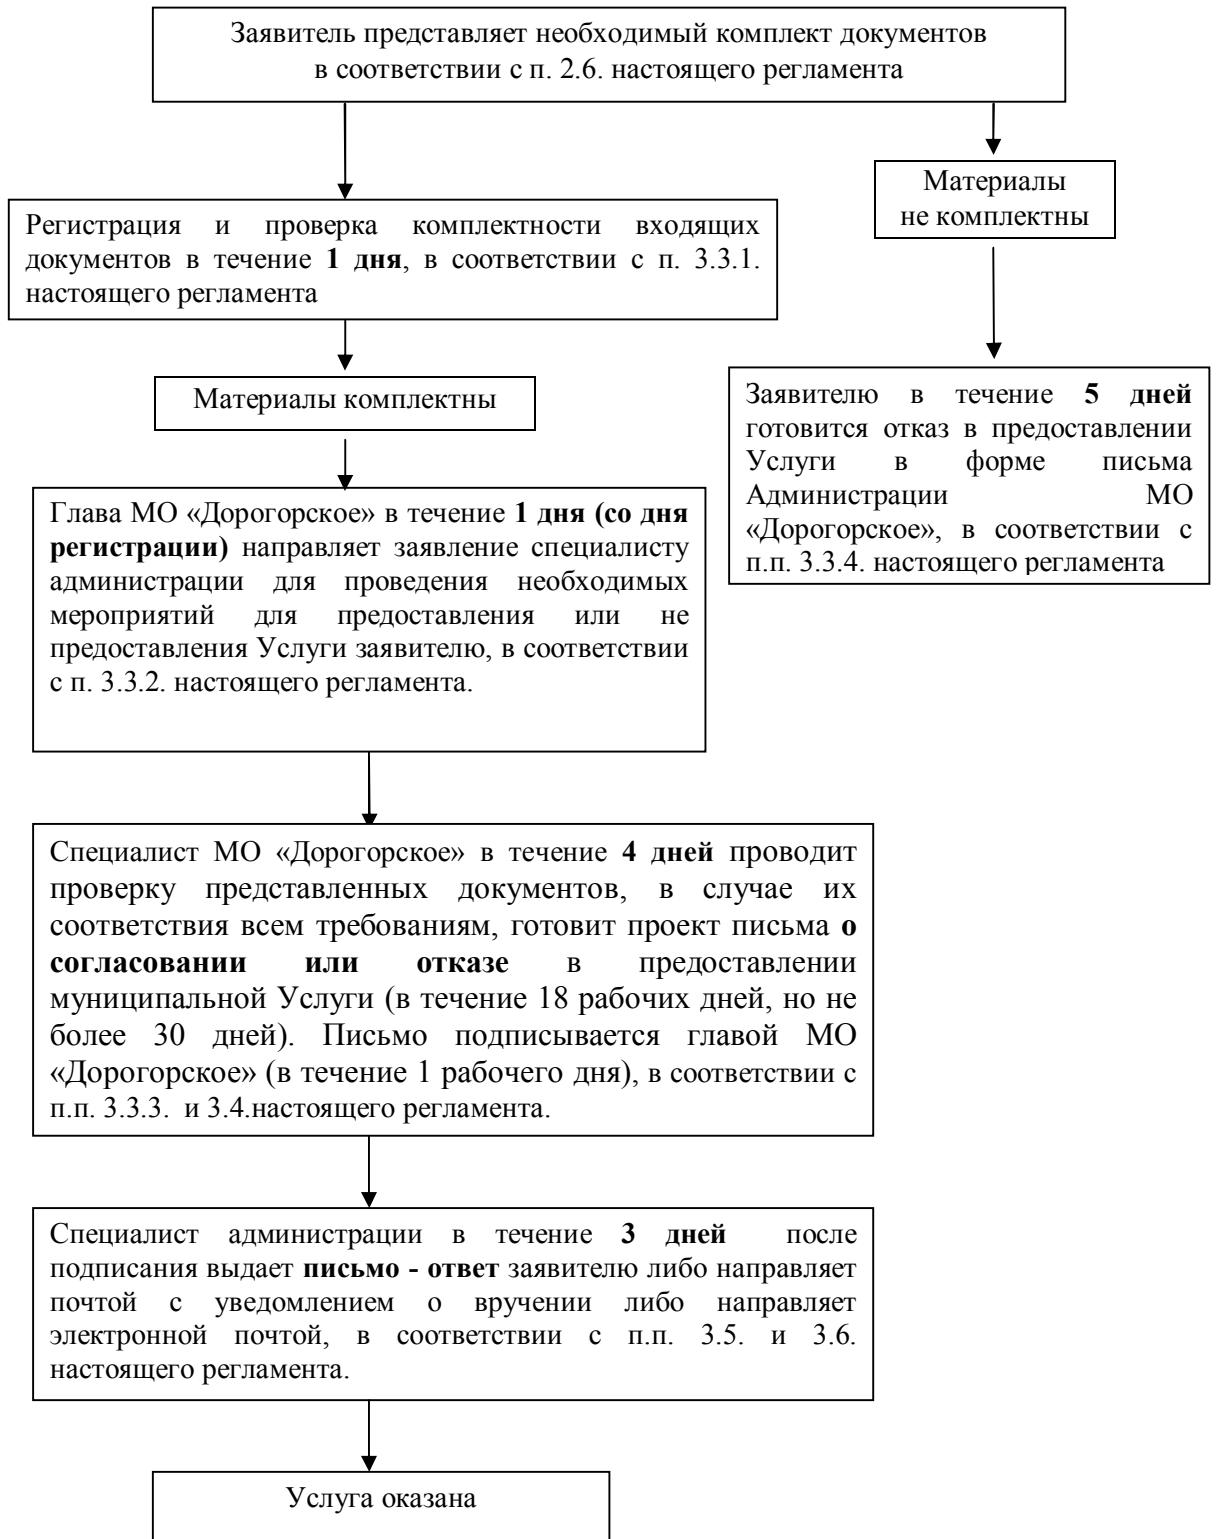 Заявитель представляет необходимый комплект документов
в соответствии с п. 2.6. настоящего регламента
Материалы
не комплектны
Регистрация и проверка комплектности входящих
документов в течение 1 дня, в соответствии с п. 3.3.1.
настоящего регламента
Материалы комплектны
Заявителю в течение 5 дней
готовится отказ в предоставлении
Услуги в форме письма
Администрации МО
«Дорогорское», в соответствии с
п.п. 3.3.4. настоящего регламента
Глава МО «Дорогорское» в течение 1 дня (со дня
регистрации) направляет заявление специалисту
администрации для проведения необходимых
мероприятий для предоставления или не
предоставления Услуги заявителю, в соответствии
с п. 3.3.2. настоящего регламента.
Специалист МО «Дорогорское» в течение 4 дней проводит
проверку представленных документов, в случае их
соответствия всем требованиям, готовит проект письма о
согласовании или отказе в предоставлении
муниципальной Услуги (в течение 18 рабочих дней, но не
более 30 дней). Письмо подписывается главой МО
«Дорогорское» (в течение 1 рабочего дня), в соответствии с
п.п. 3.3.3. и 3.4.настоящего регламента.
Специалист администрации в течение 3 дней после
подписания выдает письмо - ответ заявителю либо направляет
почтой с уведомлением о вручении либо направляет
электронной почтой, в соответствии с п.п. 3.5. и 3.6.
настоящего регламента.
Услуга оказана